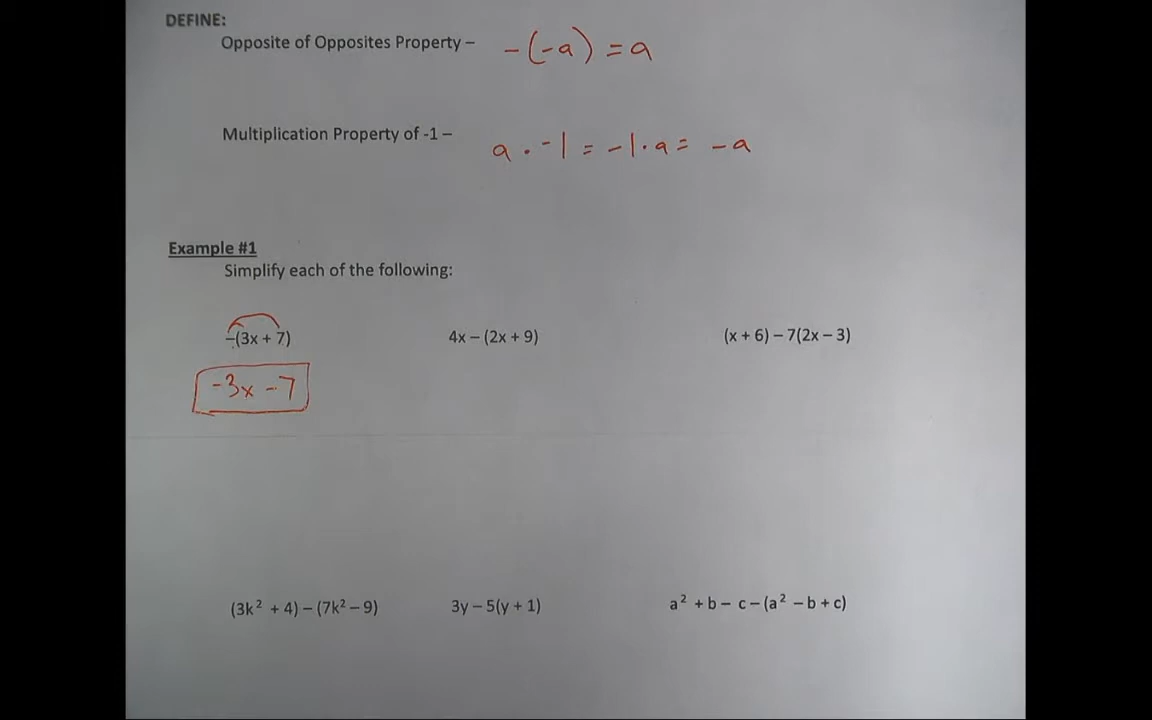 DEFINE:
Opposite of Opposites Property – -(-a) = a
Multiplication Property of -1 – a · -1 = -1 · a = -a
Example #1
Simplify each of the following:
–(3x + 7) 4x – (2x + 9) (x + 6) – 7(2x – 3)
-3x - 7
(3k² + 4) – (7k² – 9) 3y – 5(y + 1) a² + b – c – (a² – b + c)